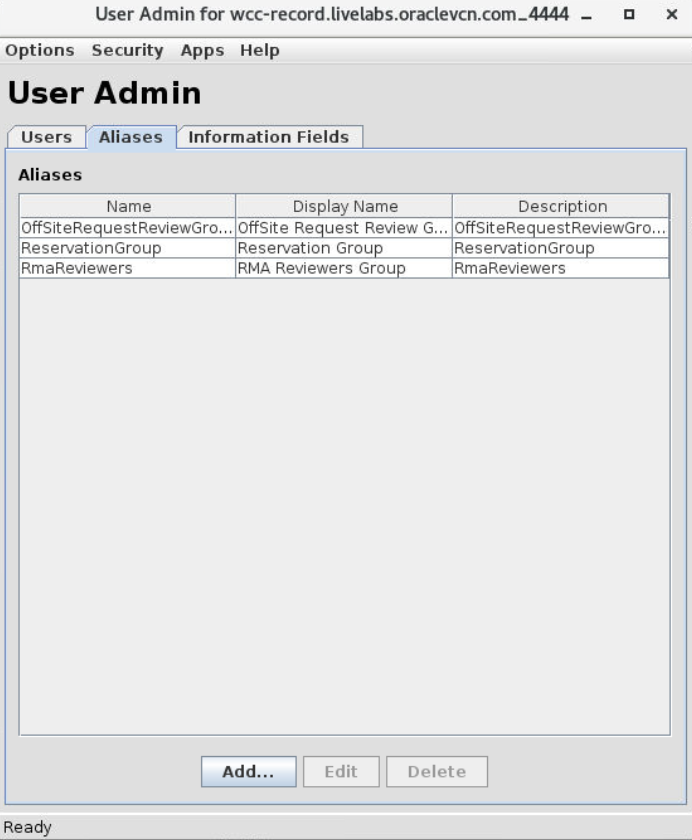 User Admin for wcc-record.livelabs.oraclevcn.com_4444
Options Security Apps Help
User Admin
Users Aliases Information Fields
Aliases
Name Display Name Description
OffSiteRequestReviewGro... OffSite Request Review G... OffSiteRequestReviewGro...
ReservationGroup Reservation Group ReservationGroup
RmaReviewers RMA Reviewers Group RmaReviewers
Add... Edit Delete
Ready